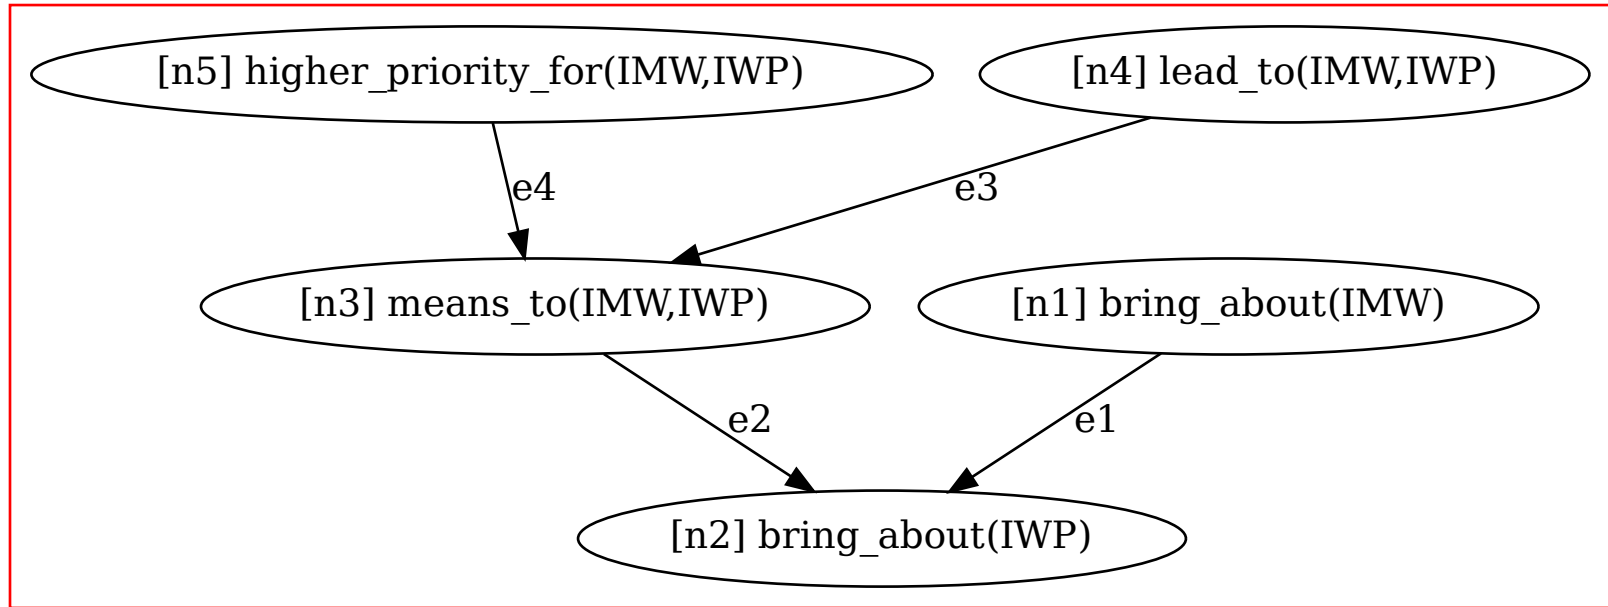 [n5] higher_priority_for(IMW,IWP)
[n4] lead_to(IMW,IWP)
e4
e3
[n3] means_to(IMW,IWP)
[n1] bring_about(IMW)
e2
e1
[n2] bring_about(IWP)